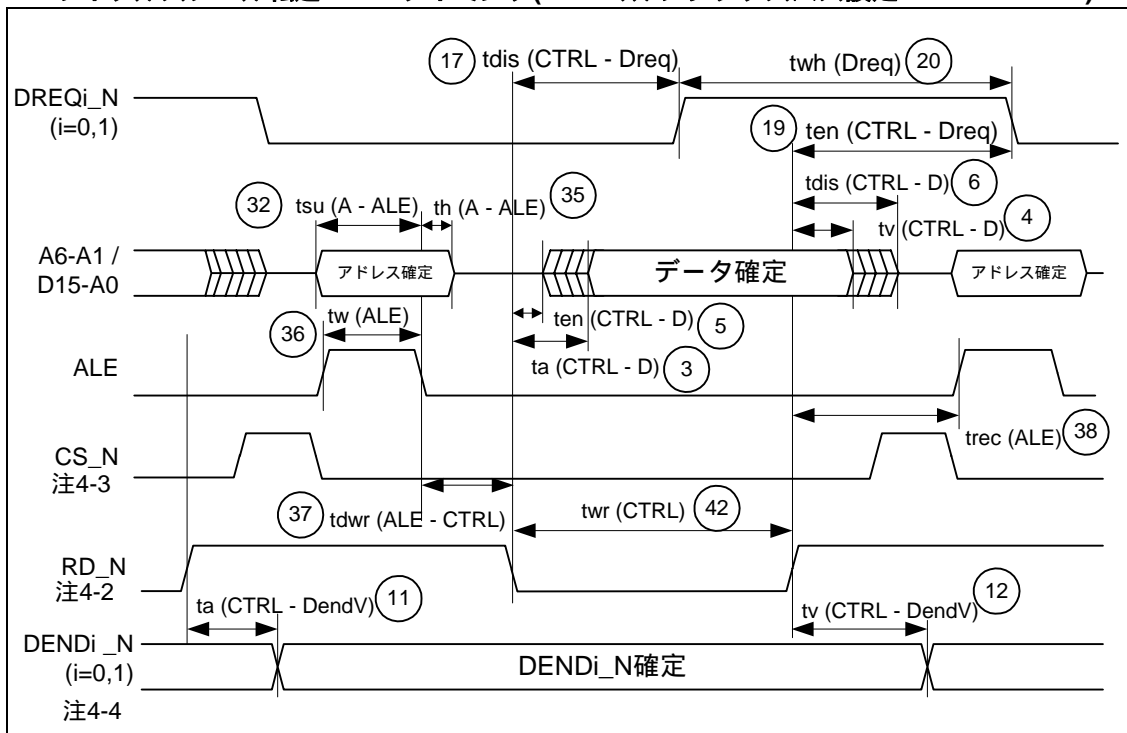 17 tdis (CTRL - Dreq)
twh (Dreq) 20
DREQi_N
(i=0,1)
19 ten (CTRL - Dreq)
tdis (CTRL - D) 6
32 tsu (A - ALE)
th (A - ALE) 35
tv (CTRL - D) 4
A6-A1 /
D15-A0
アドレス確定
データ確定
アドレス確定
36 tw (ALE)
ten (CTRL - D) 5
ta (CTRL - D) 3
ALE
trec (ALE) 38
CS_N
注4-3
37 tdwr (ALE - CTRL)
twr (CTRL) 42
RD_N
注4-2
ta (CTRL - DendV) 11
tv (CTRL - DendV) 12
DENDi _N
(i=0,1)
DENDi_N確定
注4-4